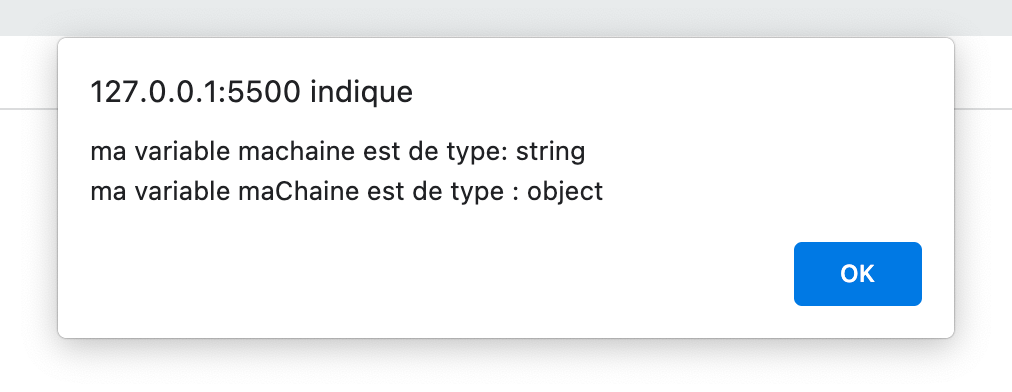 127.0.0.1:5500 indique
ma variable machaine est de type: string
ma variable maChaine est de type : object
OK